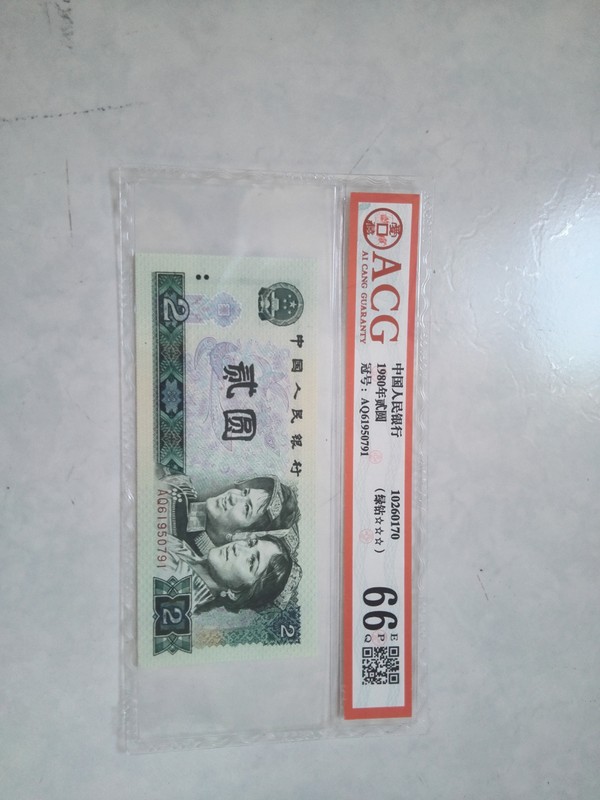 ACG
AI CANG GUARANTY
中国人民银行
1980年贰圆
冠号:AQ61950791
10260170
(绿钻☆☆☆)
66
E
P
Q
中国人民银行
贰圆
2
AQ61950791
2
2